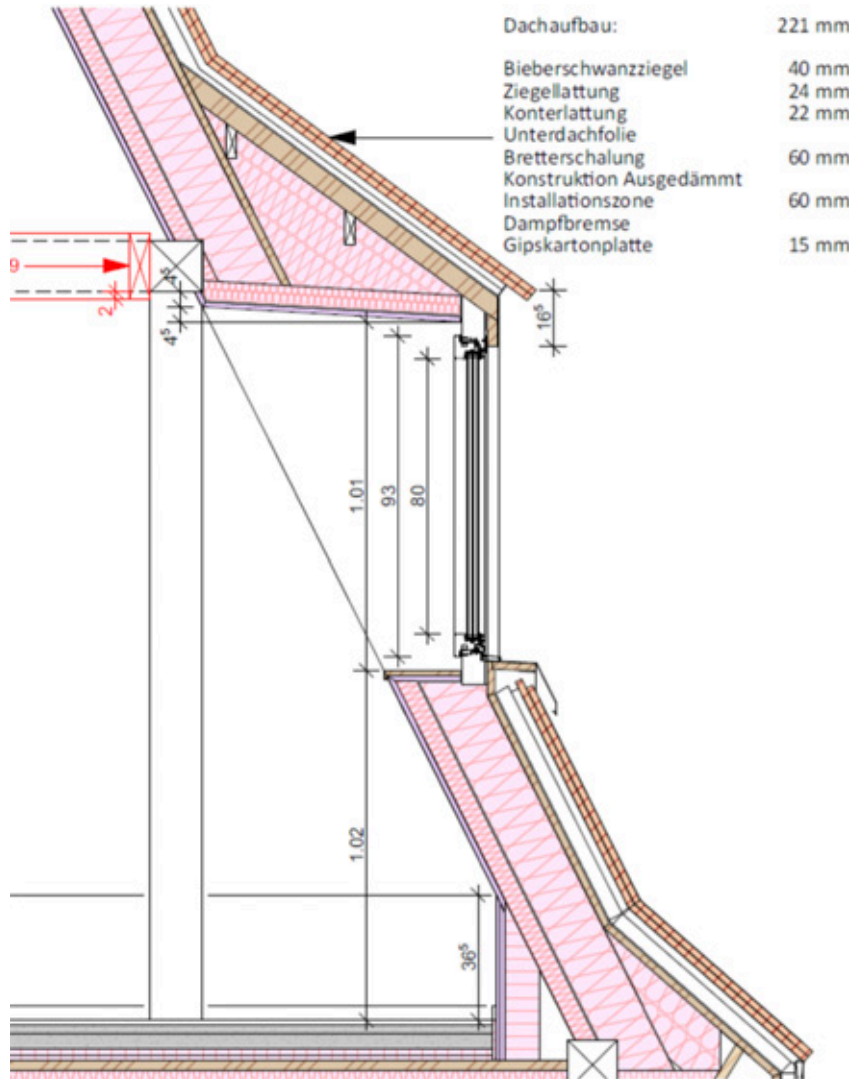 Dachaufbau: 221 mm
Bieberschwanzziegel 40 mm
Ziegellattung 24 mm
Konterlattung 22 mm
Unterdachfolie
Bretterschalung 60 mm
Konstruktion Ausgedämmt
Installationszone 60 mm
Dampfbremse
Gipskartonplatte 15 mm
9
2
4⁵
4⁵
16⁵
1.01
93
80
1.02
36⁵